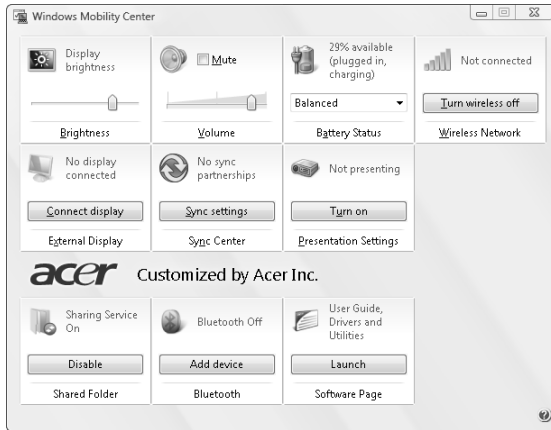 Windows Mobility Center
Display
brightness
Brightness
Mute
Volume
29% available
(plugged in,
charging)
Balanced
Battery Status
Not connected
Turn wireless off
Wireless Network
No display
connected
Connect display
External Display
No sync
partnerships
Sync settings
Sync Center
Not presenting
Turn on
Presentation Settings
acer Customized by Acer Inc.
Sharing Service
On
Disable
Shared Folder
Bluetooth Off
Add device
Bluetooth
User Guide,
Drivers and
Utilities
Launch
Software Page